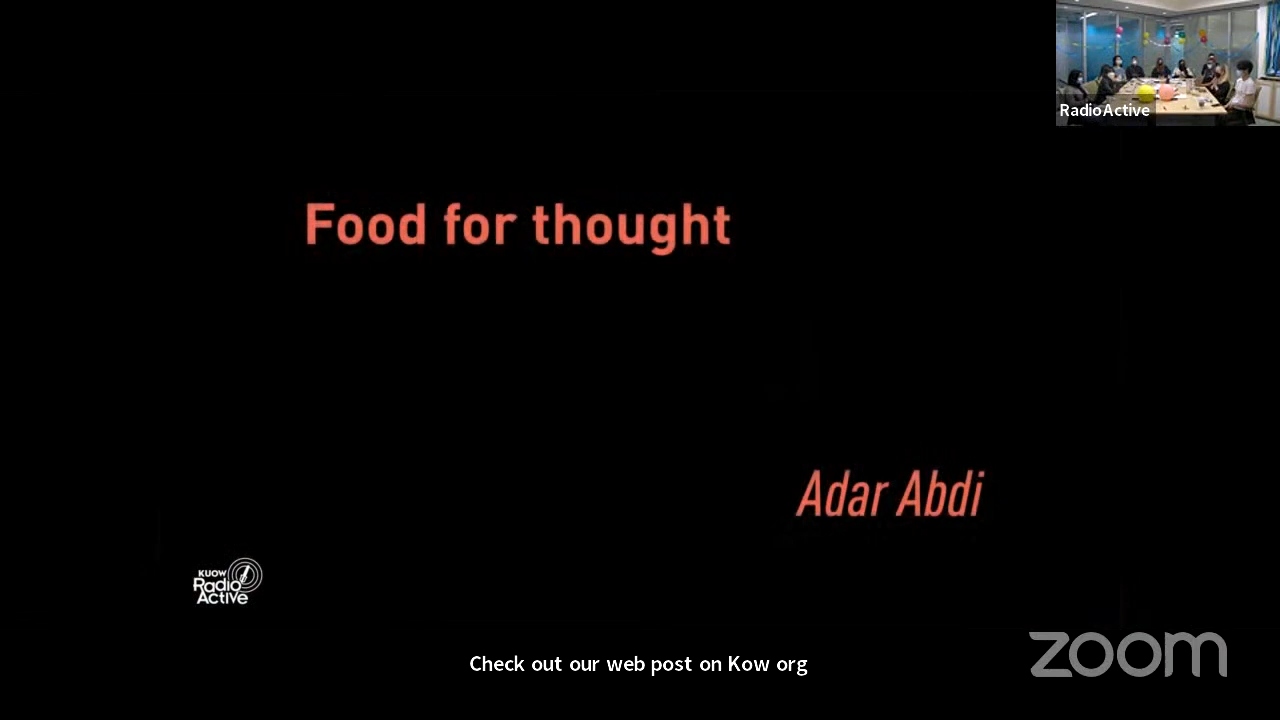 RadioActive
Food for thought
Adar Abdi
KUOW
Radio
Active
Check out our web post on Kow org
zoom